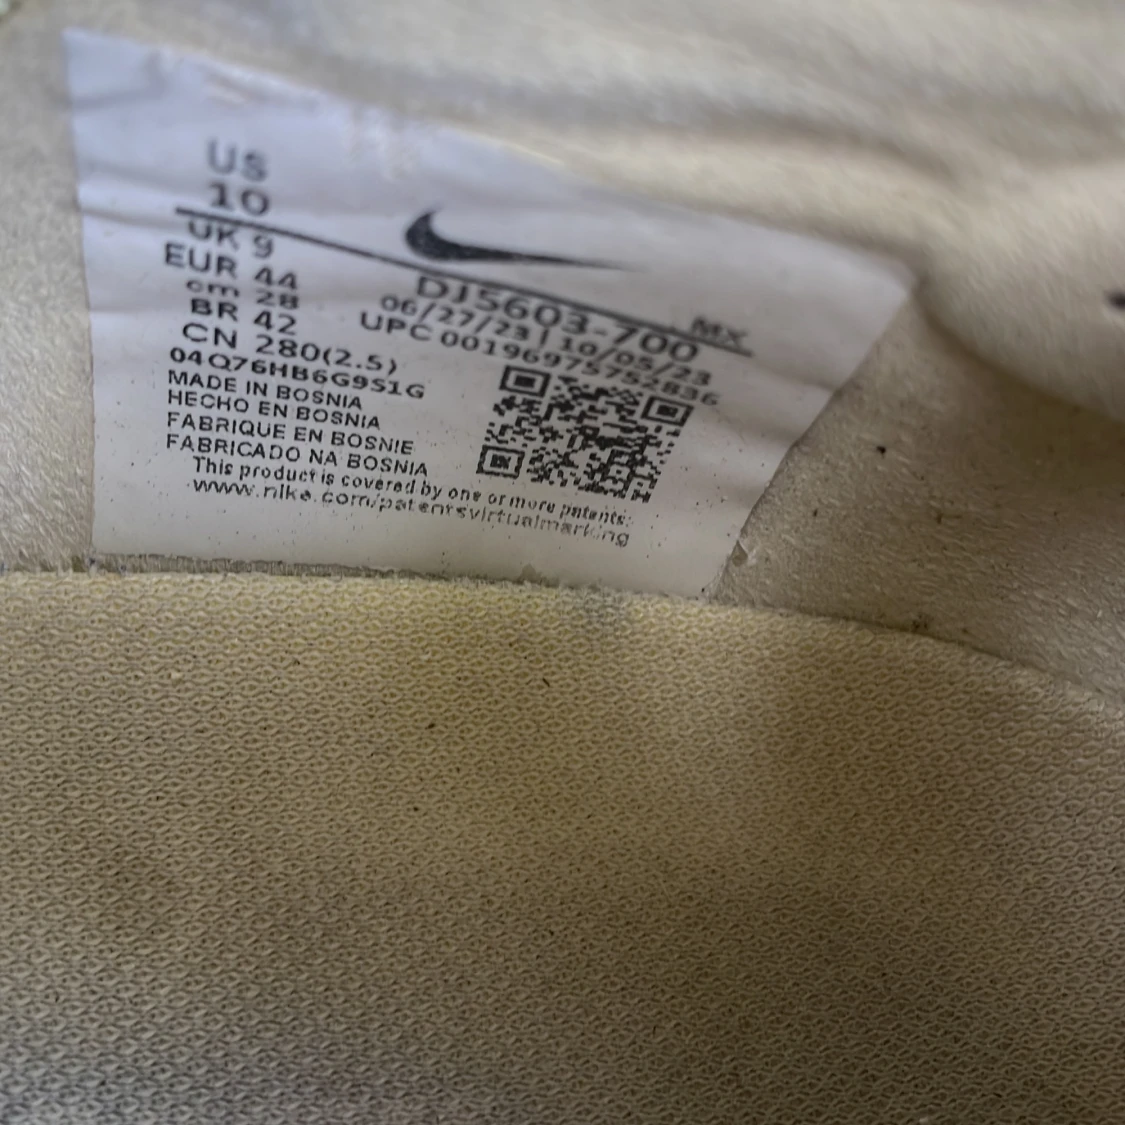 US
10
UK 9
EUR 44
cm 28
BR 42
CN 280(2.5)
04Q76HB6G9S1G
MADE IN BOSNIA
HECHO EN BOSNIA
FABRIQUE EN BOSNIE
FABRICADO NA BOSNIA
MX
DJ5603-700
06/27/23 | 10/05/23
UPC 00196975752836
This product is covered by one or more patents:
www.nike.com/patentsvirtualmarking